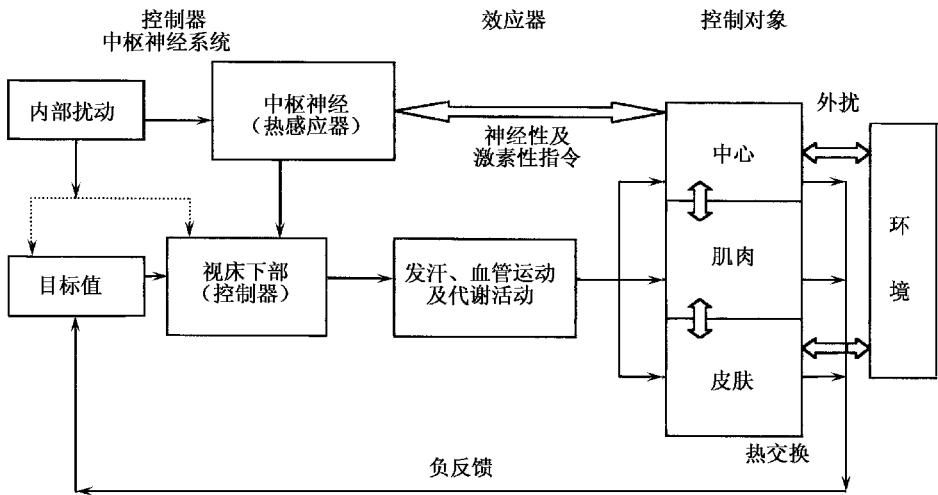 控制器
中枢神经系统
效应器
控制对象
内部扰动
中枢神经
（热感应器）
神经性及
激素性指令
外扰
中心
环
境
目标值
视床下部
（控制器）
发汗、血管运动
及代谢活动
肌肉
皮肤
热交换
负反馈